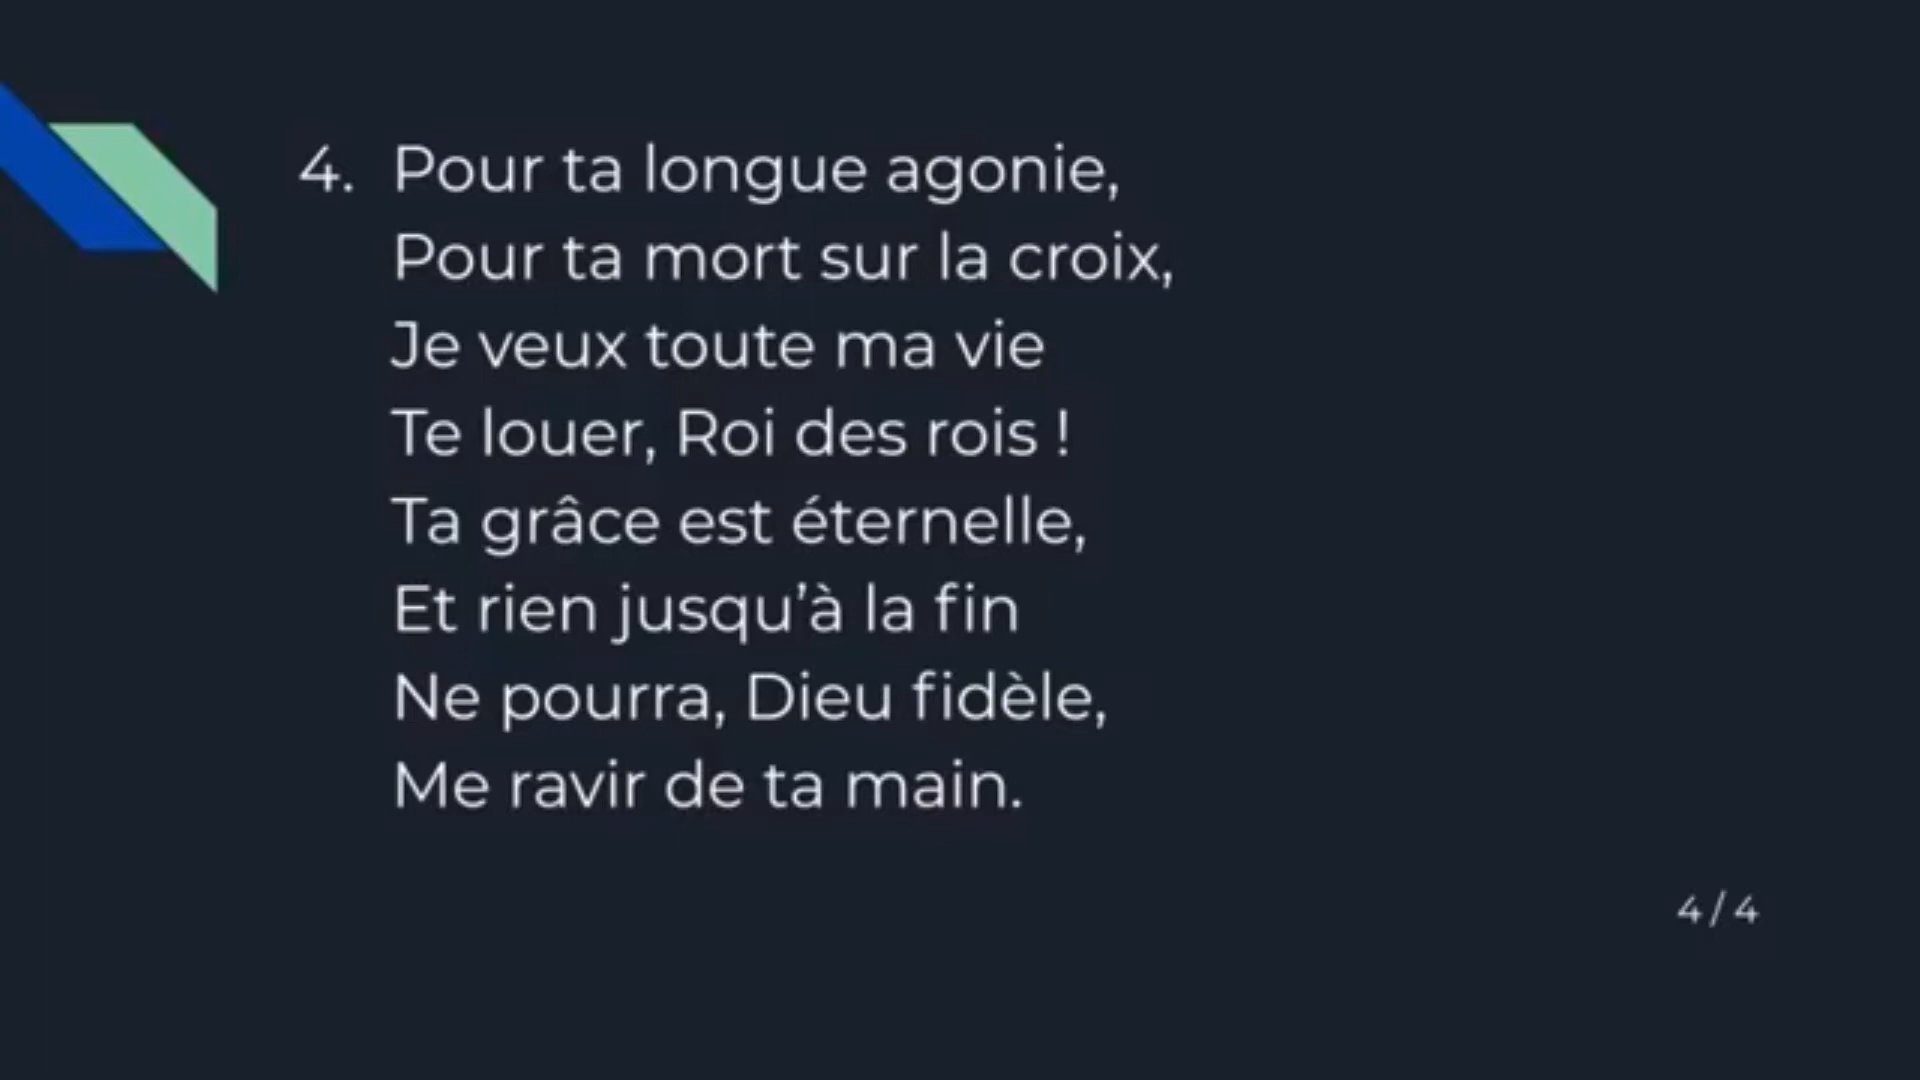 4. Pour ta longue agonie,
Pour ta mort sur la croix,
Je veux toute ma vie
Te louer, Roi des rois !
Ta grâce est éternelle,
Et rien jusqu’à la fin
Ne pourra, Dieu fidèle,
Me ravir de ta main.
4 / 4